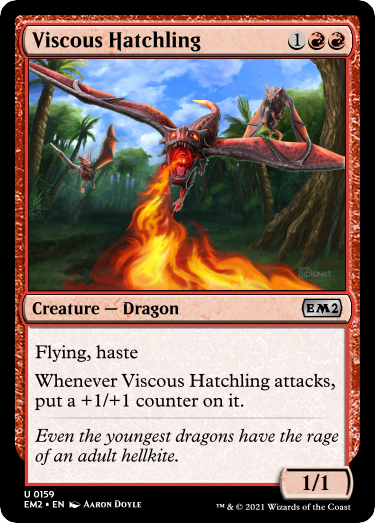 Viscous Hatchling 1
EM2
Creature — Dragon
Flying, haste
Whenever Viscous Hatchling attacks,
put a +1/+1 counter on it.
Even the youngest dragons have the rage
of an adult hellkite.
1/1
U 0159
EM2 • EN Aaron Doyle
™ & © 2021 Wizards of the Coast